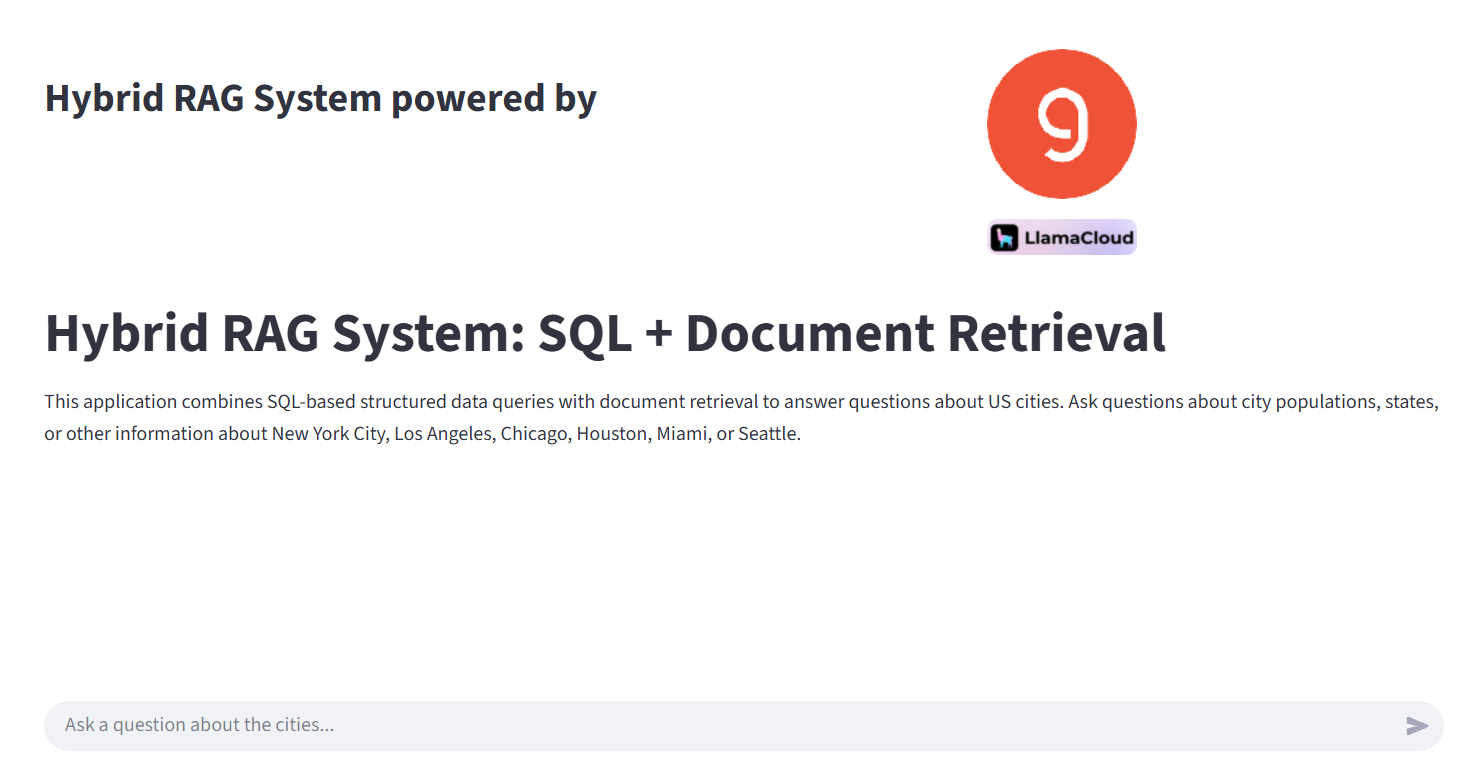 Hybrid RAG System powered by
g
LlamaCloud
Hybrid RAG System: SQL + Document Retrieval
This application combines SQL-based structured data queries with document retrieval to answer questions about US cities. Ask questions about city populations, states,
or other information about New York City, Los Angeles, Chicago, Houston, Miami, or Seattle.
Ask a question about the cities...